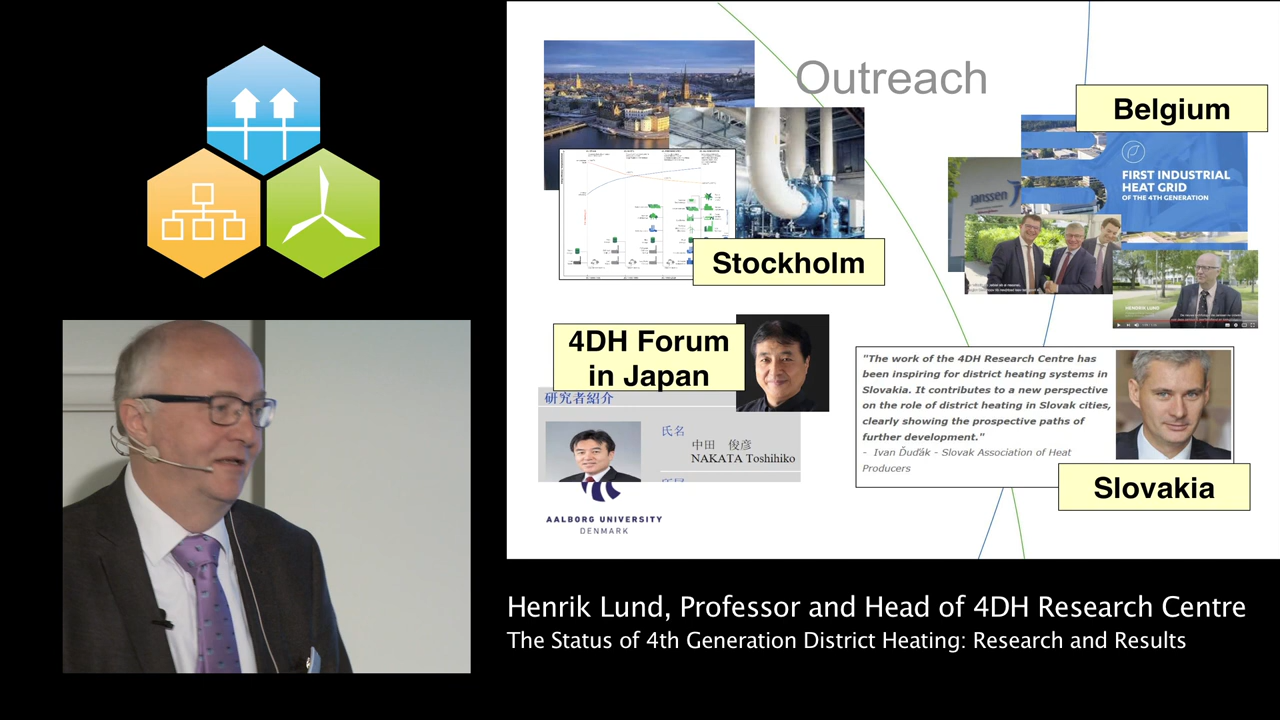 Outreach
Belgium
Stockholm
janssen
FIRST INDUSTRIAL
HEAT GRID
OF THE 4TH GENERATION
HENRIK LUND
4DH Forum
in Japan
研究者紹介
氏名
中田 俊彦
NAKATA Toshihiko
AALBORG UNIVERSITY
DENMARK
"The work of the 4DH Research Centre has
been inspiring for district heating systems in
Slovakia. It contributes to a new perspective
on the role of district heating in Slovak cities,
clearly showing the prospective paths of
further development."
- Ivan Ďuďák - Slovak Association of Heat
Producers
Slovakia
Henrik Lund, Professor and Head of 4DH Research Centre
The Status of 4th Generation District Heating: Research and Results